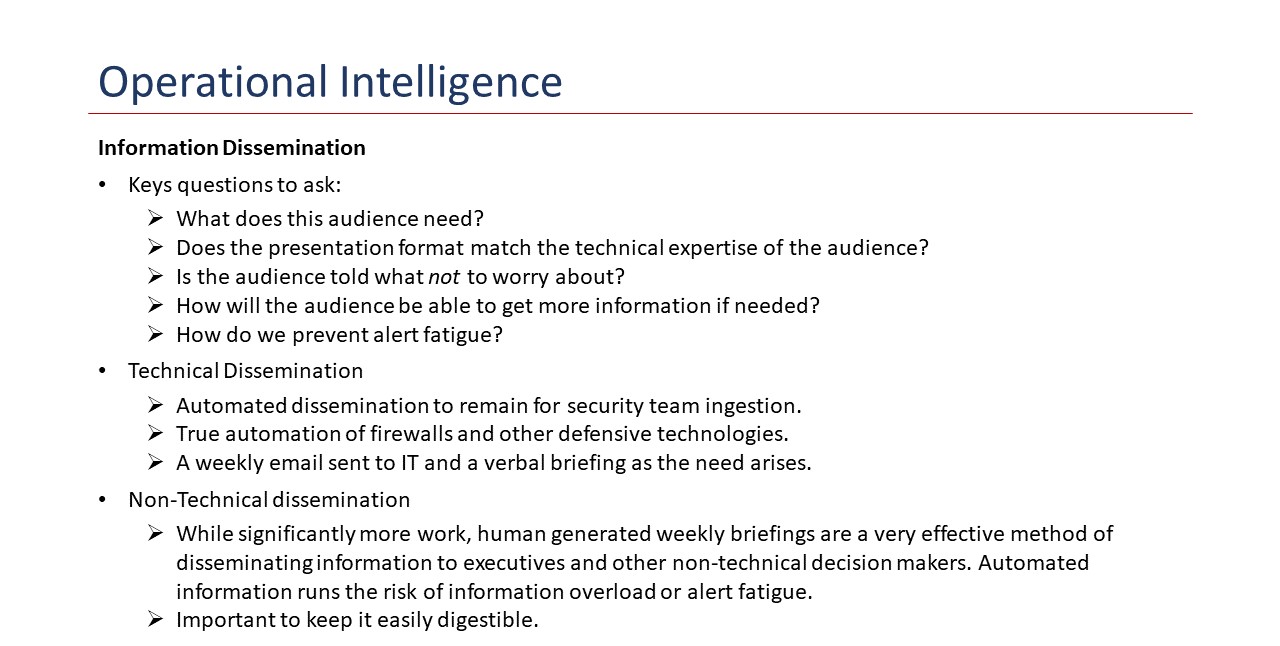 Operational Intelligence
Information Dissemination
• Keys questions to ask:
➢ What does this audience need?
➢ Does the presentation format match the technical expertise of the audience?
➢ Is the audience told what not to worry about?
➢ How will the audience be able to get more information if needed?
➢ How do we prevent alert fatigue?
• Technical Dissemination
➢ Automated dissemination to remain for security team ingestion.
➢ True automation of firewalls and other defensive technologies.
➢ A weekly email sent to IT and a verbal briefing as the need arises.
• Non-Technical dissemination
➢ While significantly more work, human generated weekly briefings are a very effective method of
disseminating information to executives and other non-technical decision makers. Automated
information runs the risk of information overload or alert fatigue.
➢ Important to keep it easily digestible.